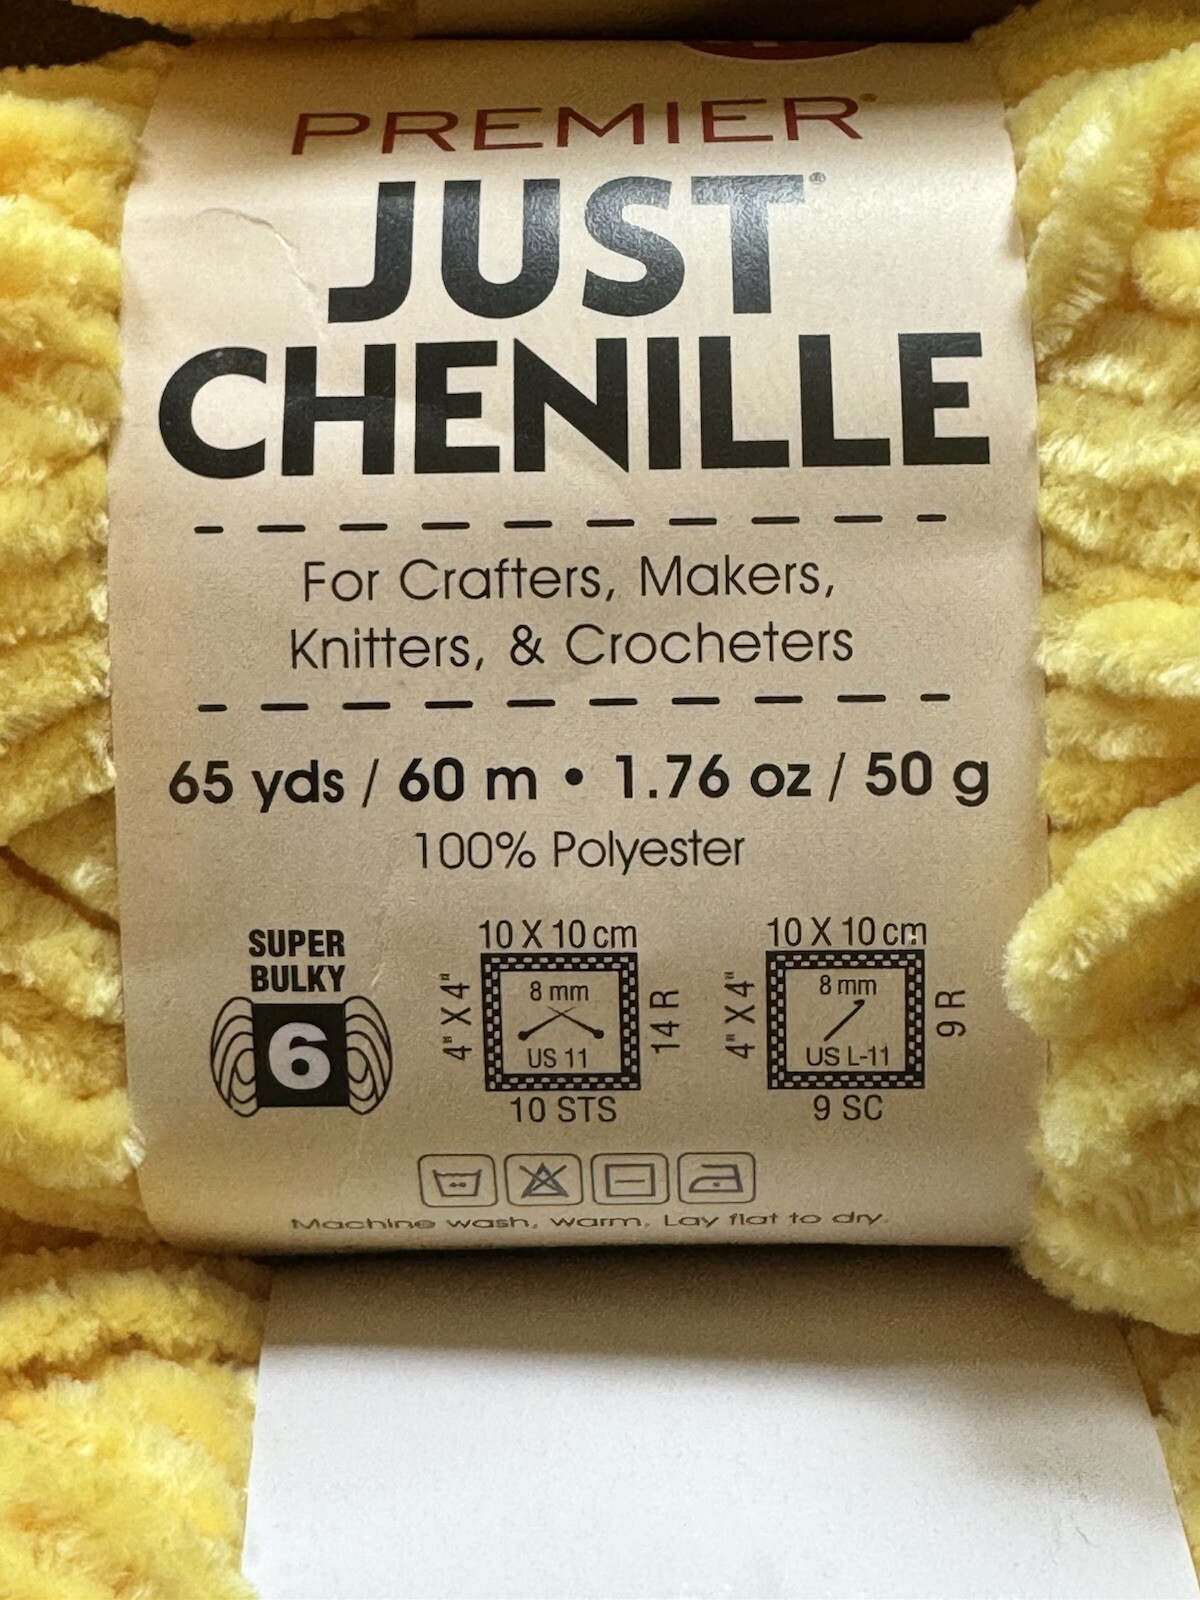 PREMIER®
JUST®
CHENILLE
For Crafters, Makers,
Knitters, & Crocheters
65 yds / 60 m • 1.76 oz / 50 g
100% Polyester
SUPER
BULKY
6
10 X 10 cm
4" X 4"
8 mm
US 11
14 R
10 STS
10 X 10 cm
4" X 4"
8 mm
US L-11
9 R
9 SC
Machine wash, warm. Lay flat to dry.